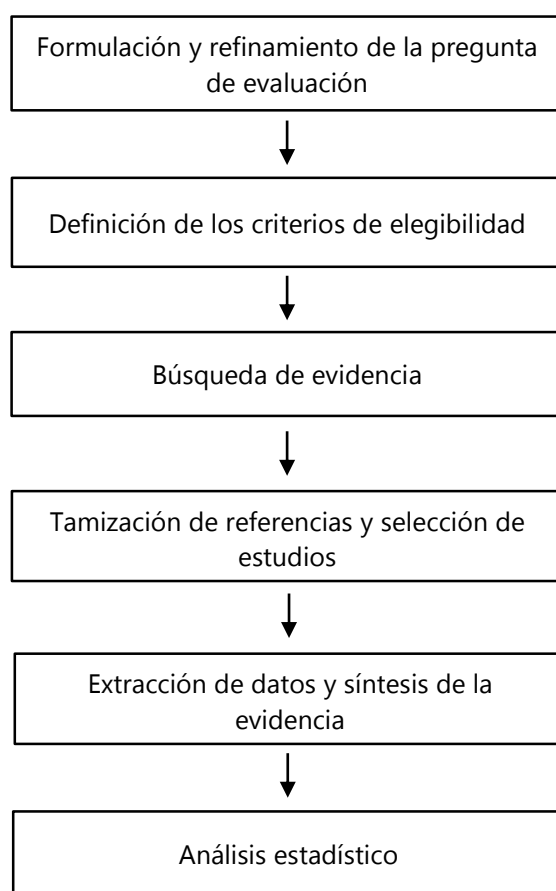 Formulación y refinamiento de la pregunta
de evaluación
Definición de los criterios de elegibilidad
Búsqueda de evidencia
Tamización de referencias y selección de
estudios
Extracción de datos y síntesis de la
evidencia
Análisis estadístico